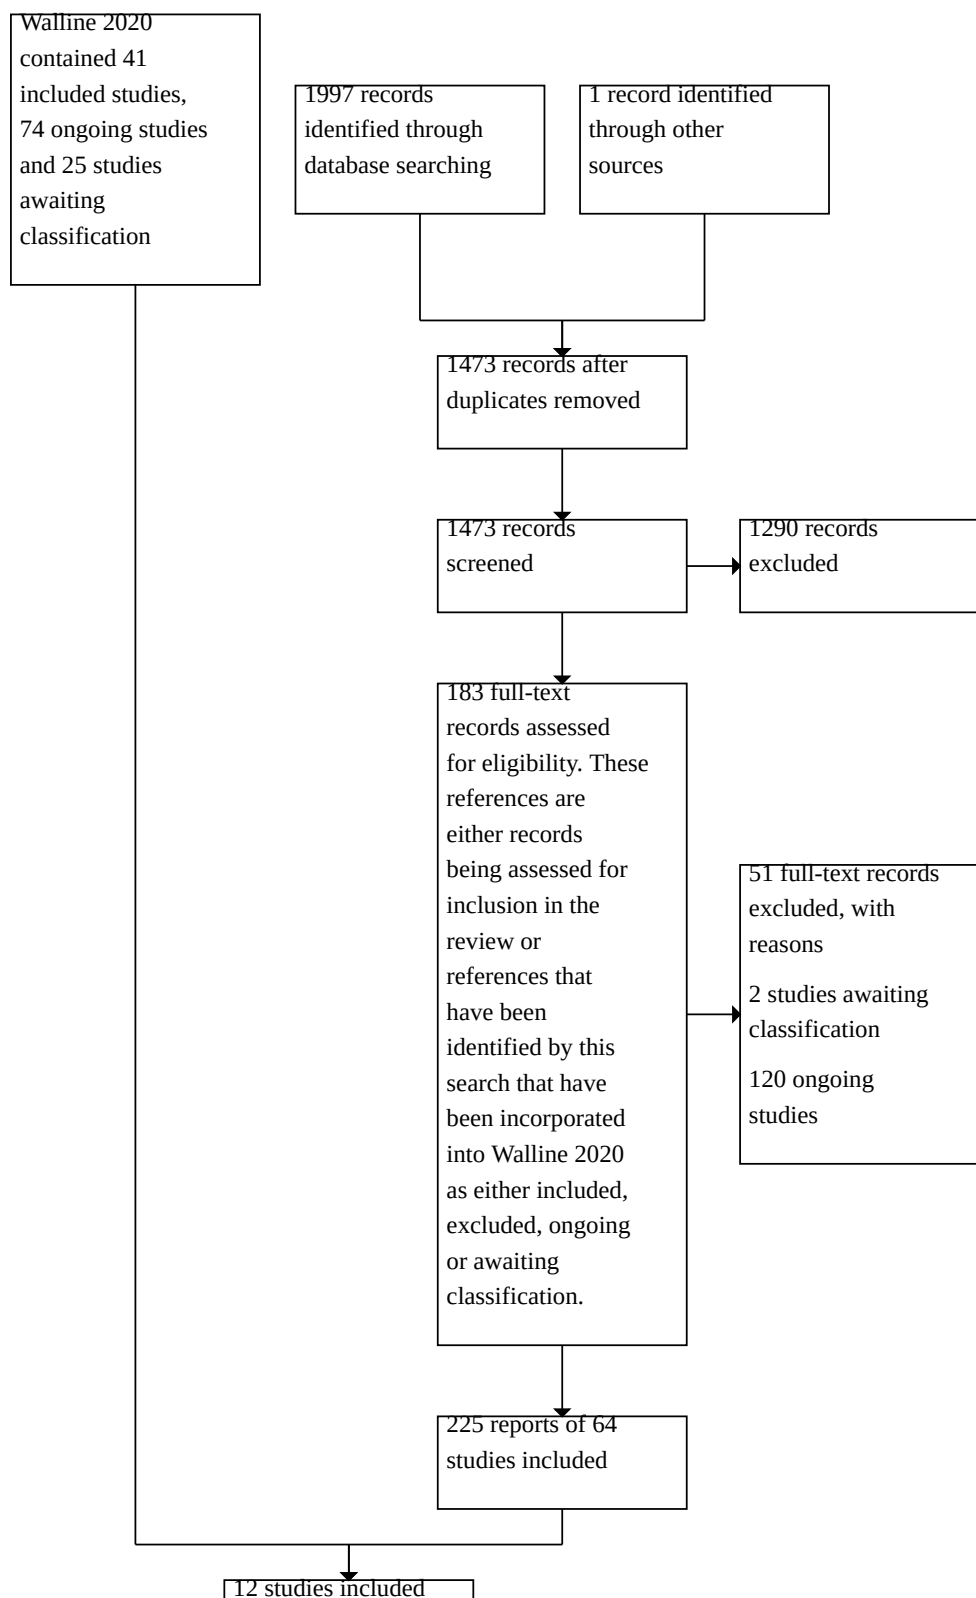 Walline 2020
contained 41
included studies,
74 ongoing studies
and 25 studies
awaiting
classification
1997 records
identified through
database searching
1 record identified
through other
sources
1473 records after
duplicates removed
1473 records
screened
1290 records
excluded
183 full-text
records assessed
for eligibility. These
references are
either records
being assessed for
inclusion in the
review or
references that
have been
identified by this
search that have
been incorporated
into Walline 2020
as either included,
excluded, ongoing
or awaiting
classification.
51 full-text records
excluded, with
reasons
2 studies awaiting
classification
120 ongoing
studies
225 reports of 64
studies included
12 studies included